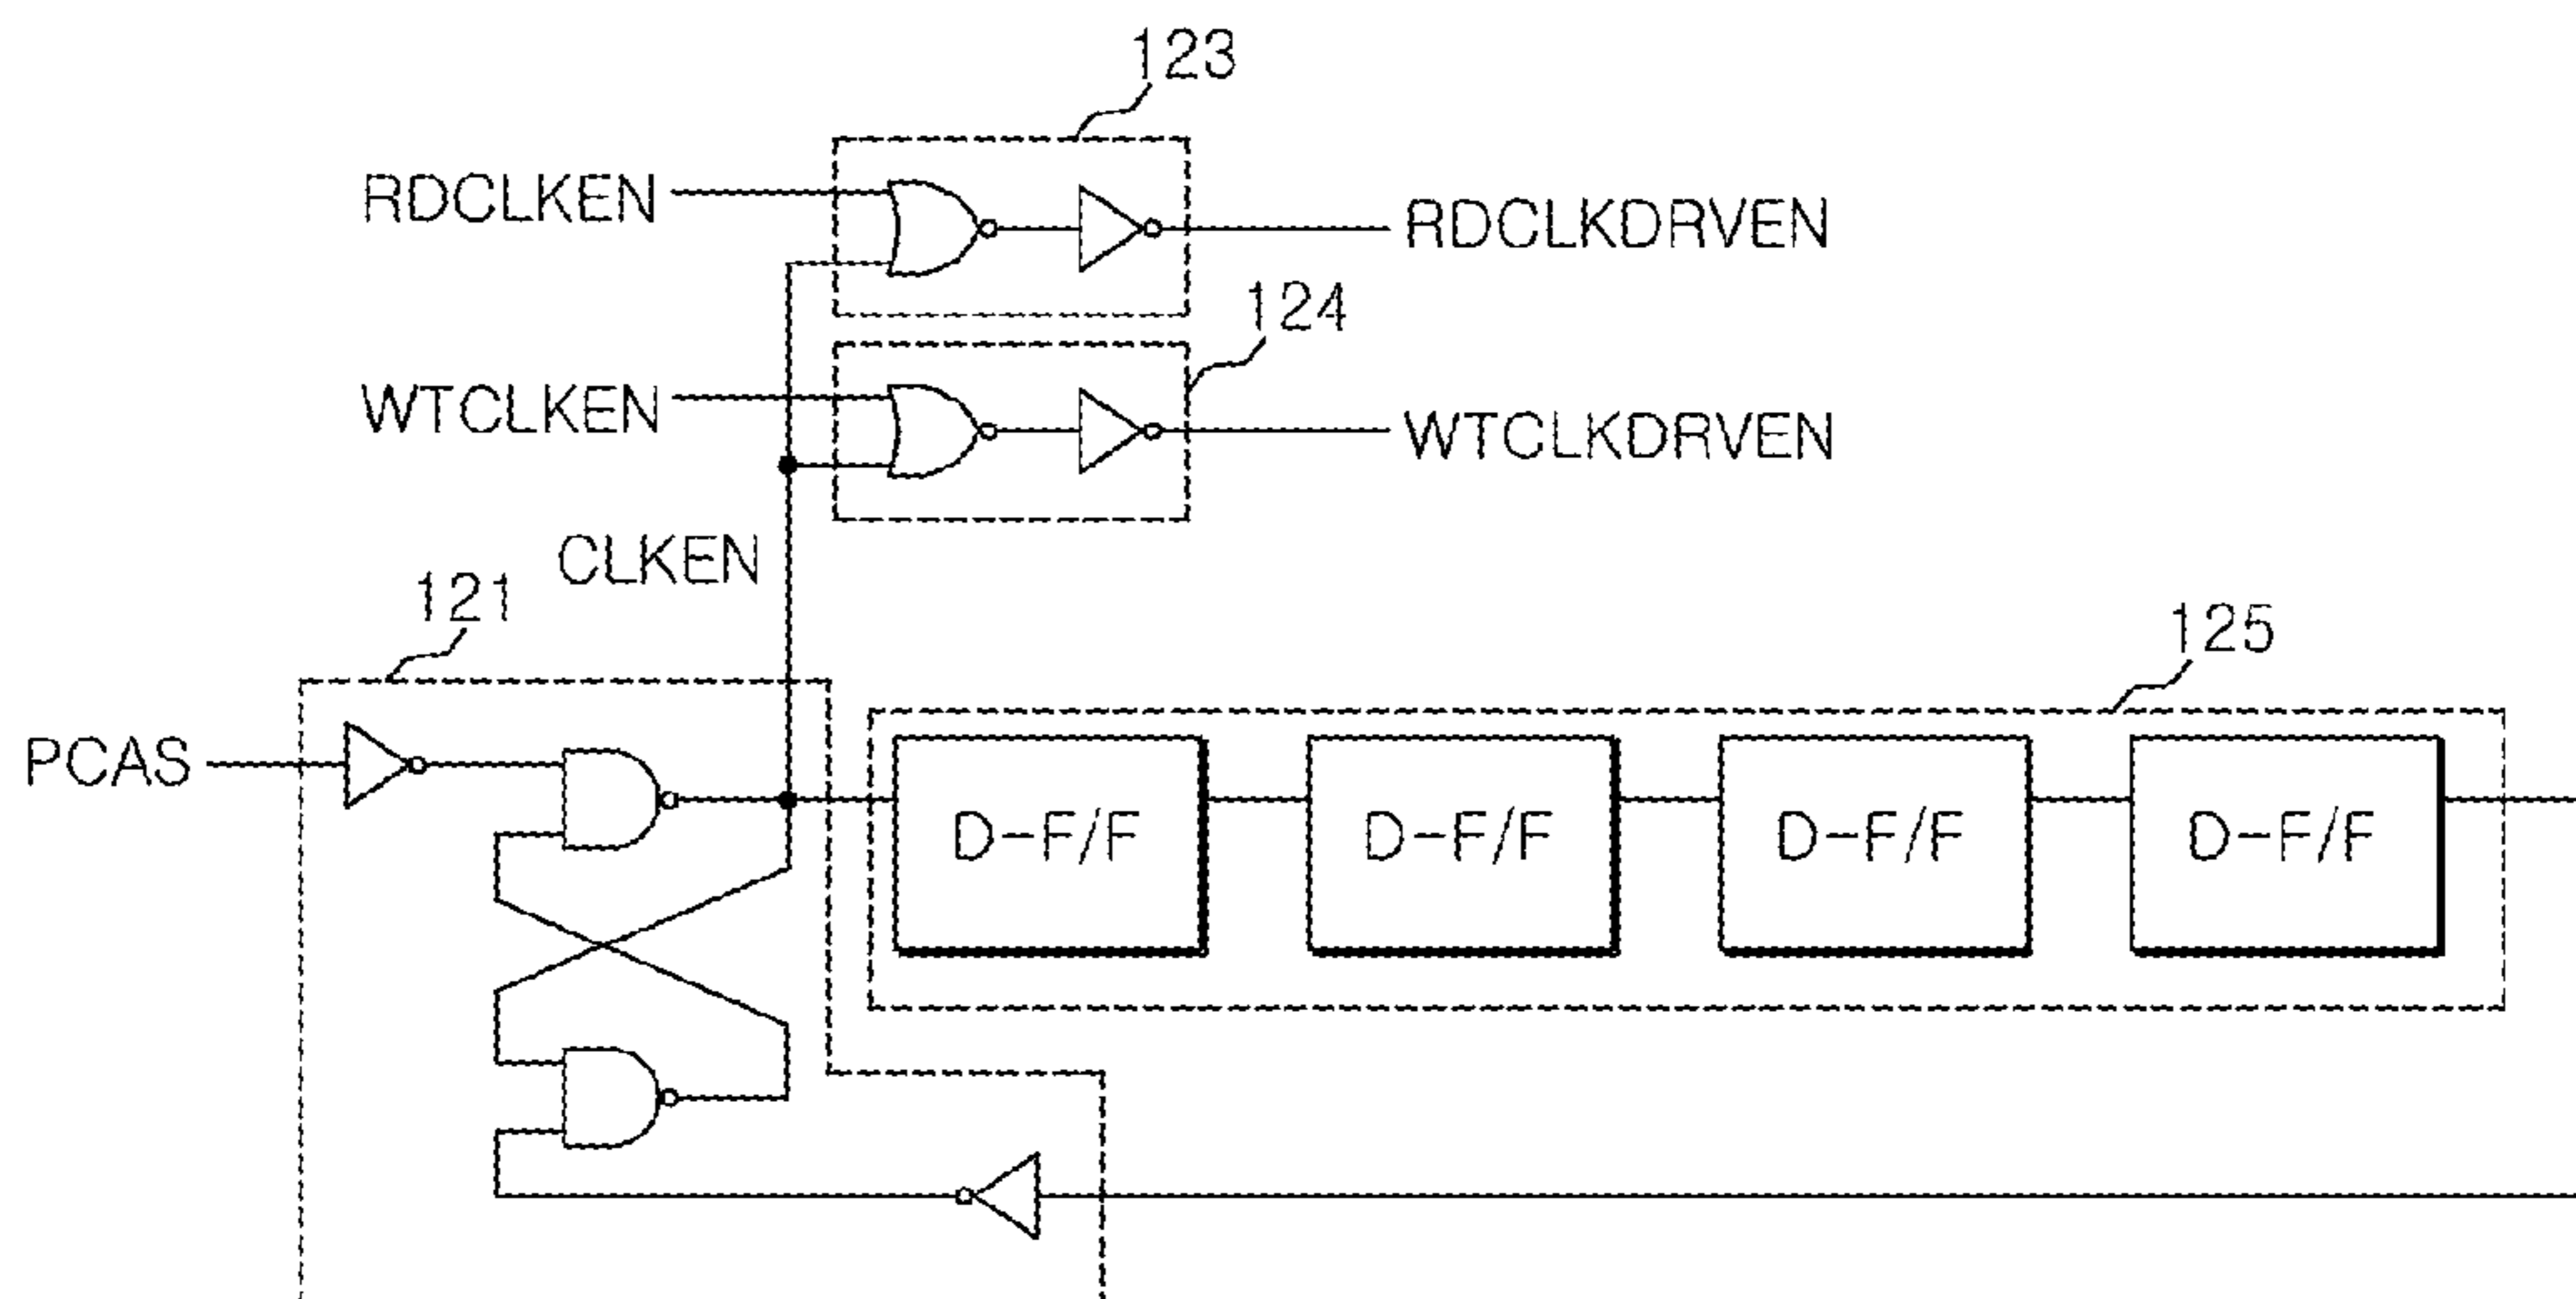 123
RDCLKEN
RDCLKDRVEN
124
WTCLKEN
WTCLKDRVEN
CLKEN
121
125
PCAS
D-F/F
D-F/F
D-F/F
D-F/F